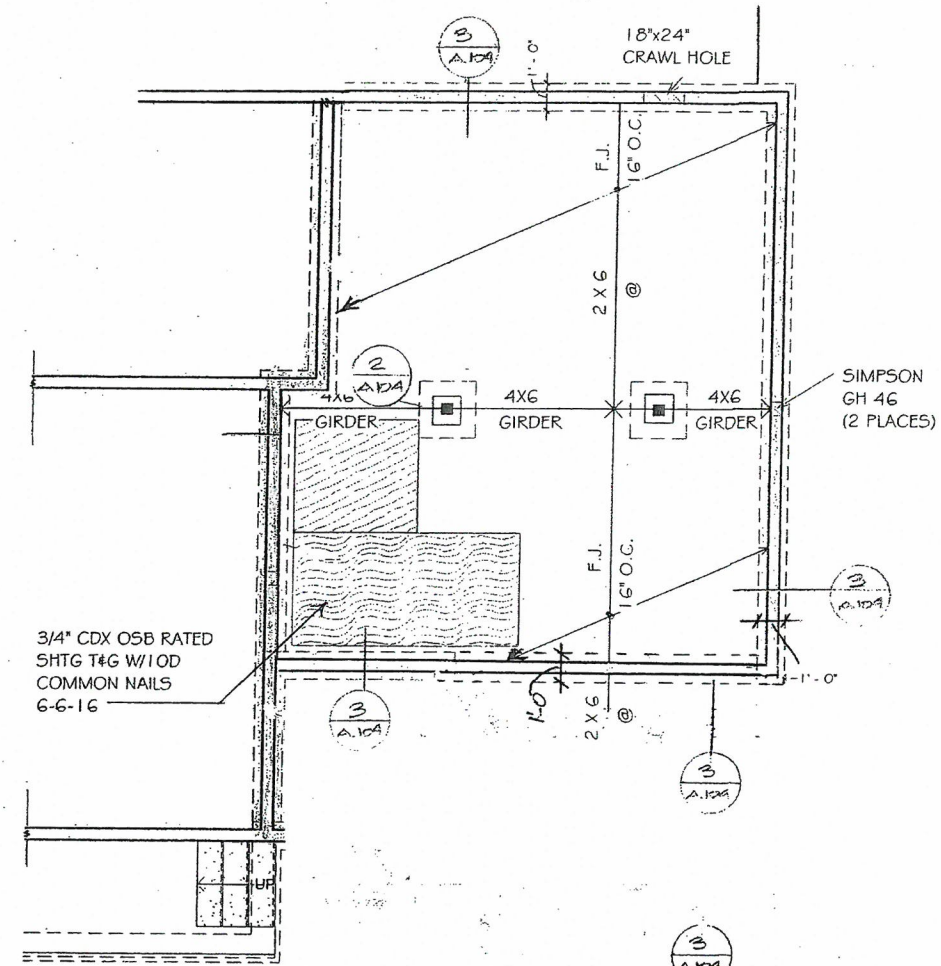 3
A.104
1'-0"
18"x24"
CRAWL HOLE
F.J.
16" O.C.
2 X 6
@
2
A.104
4X6
GIRDER
4X6
GIRDER
4X6
GIRDER
SIMPSON
GH 46
(2 PLACES)
F.J.
16" O.C.
2 X 6
@
3
A.104
3/4" CDX OSB RATED
SHTG T&G W/10D
COMMON NAILS
6-6-16
3
A.104
1'-0
1'-0"
3
A.104
UP
3
A.104